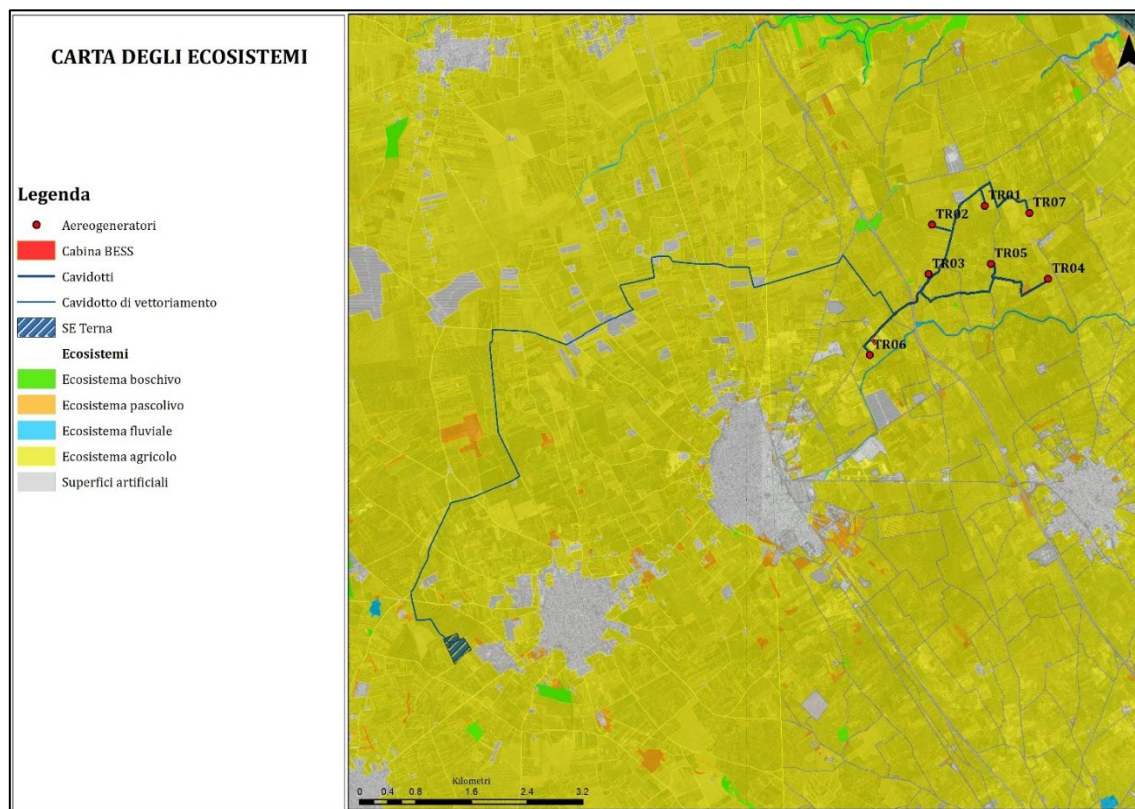 CARTA DEGLI ECOSISTEMI
Legenda
Aereogeneratori
Cabina BESS
Cavidotti
Cavidotto di vettoriamento
SE Terna
Ecosistemi
Ecosistema boschivo
Ecosistema pascolivo
Ecosistema fluviale
Ecosistema agricolo
Superfici artificiali
N
TR01
TR07
TR02
TR05
TR03
TR04
TR06
Kilometri
0 0.4 0.8 1.6 2.4 3.2